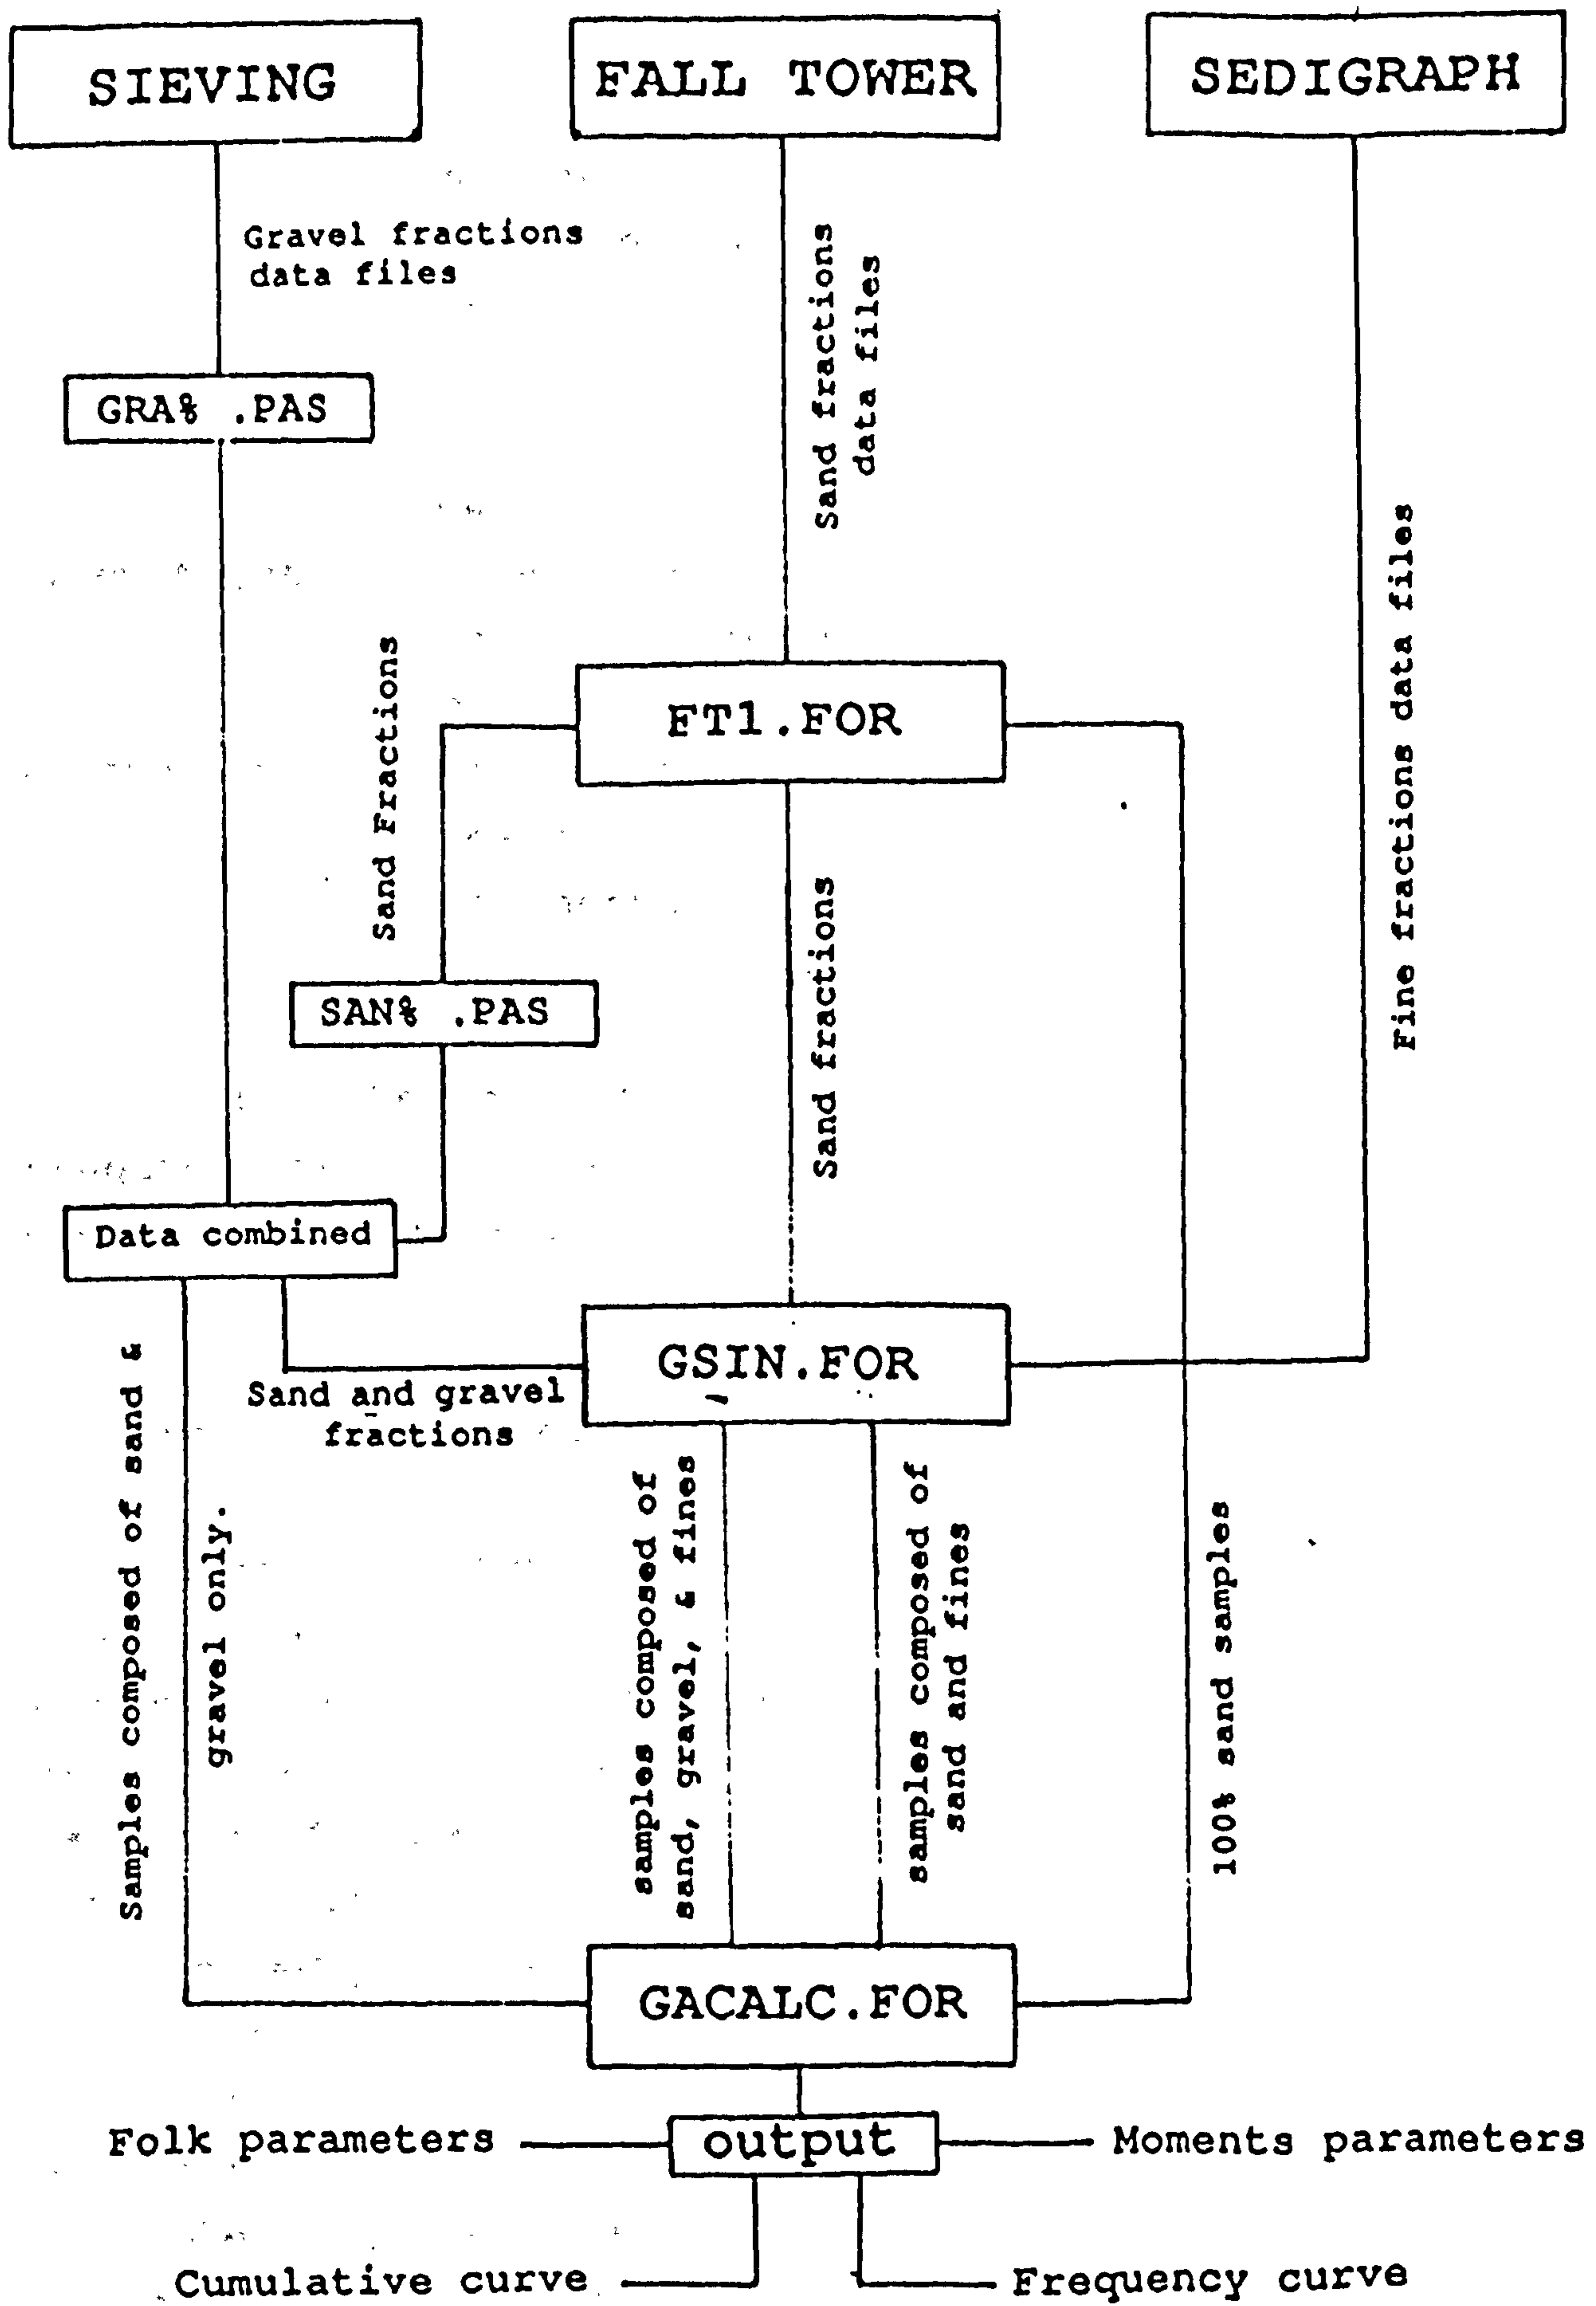 SIEVING
FALL TOWER
SEDIGRAPH
Gravel fractions
data files
Sand fractions
data files
GRA% .PAS
Fine fractions data files
Sand Fractions
FT1.FOR
Sand fractions
SAN% .PAS
Data combined
GSIN.FOR
Sand and gravel
fractions
Samples composed of sand &
gravel only.
samples composed of
sand, gravel, & fines
samples composed of
sand and fines
100% sand samples
GACALC.FOR
Folk parameters
output
Moments parameters
Cumulative curve
Frequency curve